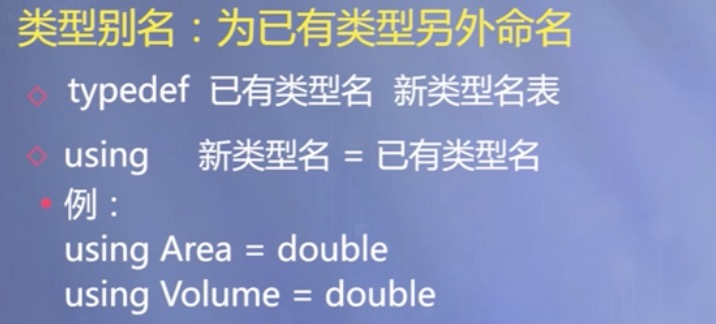 类型别名：为已有类型另外命名
typedef 已有类型名 新类型名表
using 新类型名 = 已有类型名
例：
using Area = double
using Volume = double